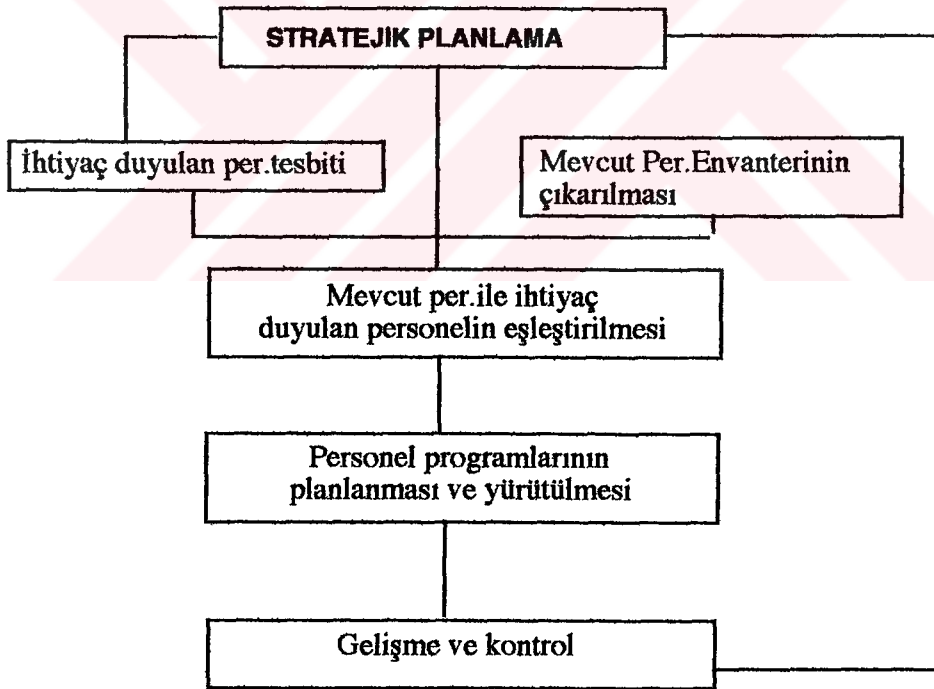 STRATEJIK PLANLAMA
İhtiyaç duyulan per.tesbiti
Mevcut Per.Envanterinin
çıkarılması
Mevcut per.ile ihtiyaç
duyulan personelin eşleştirilmesi
Personel programlarının
planlanması ve yürütülmesi
Gelişme ve kontrol